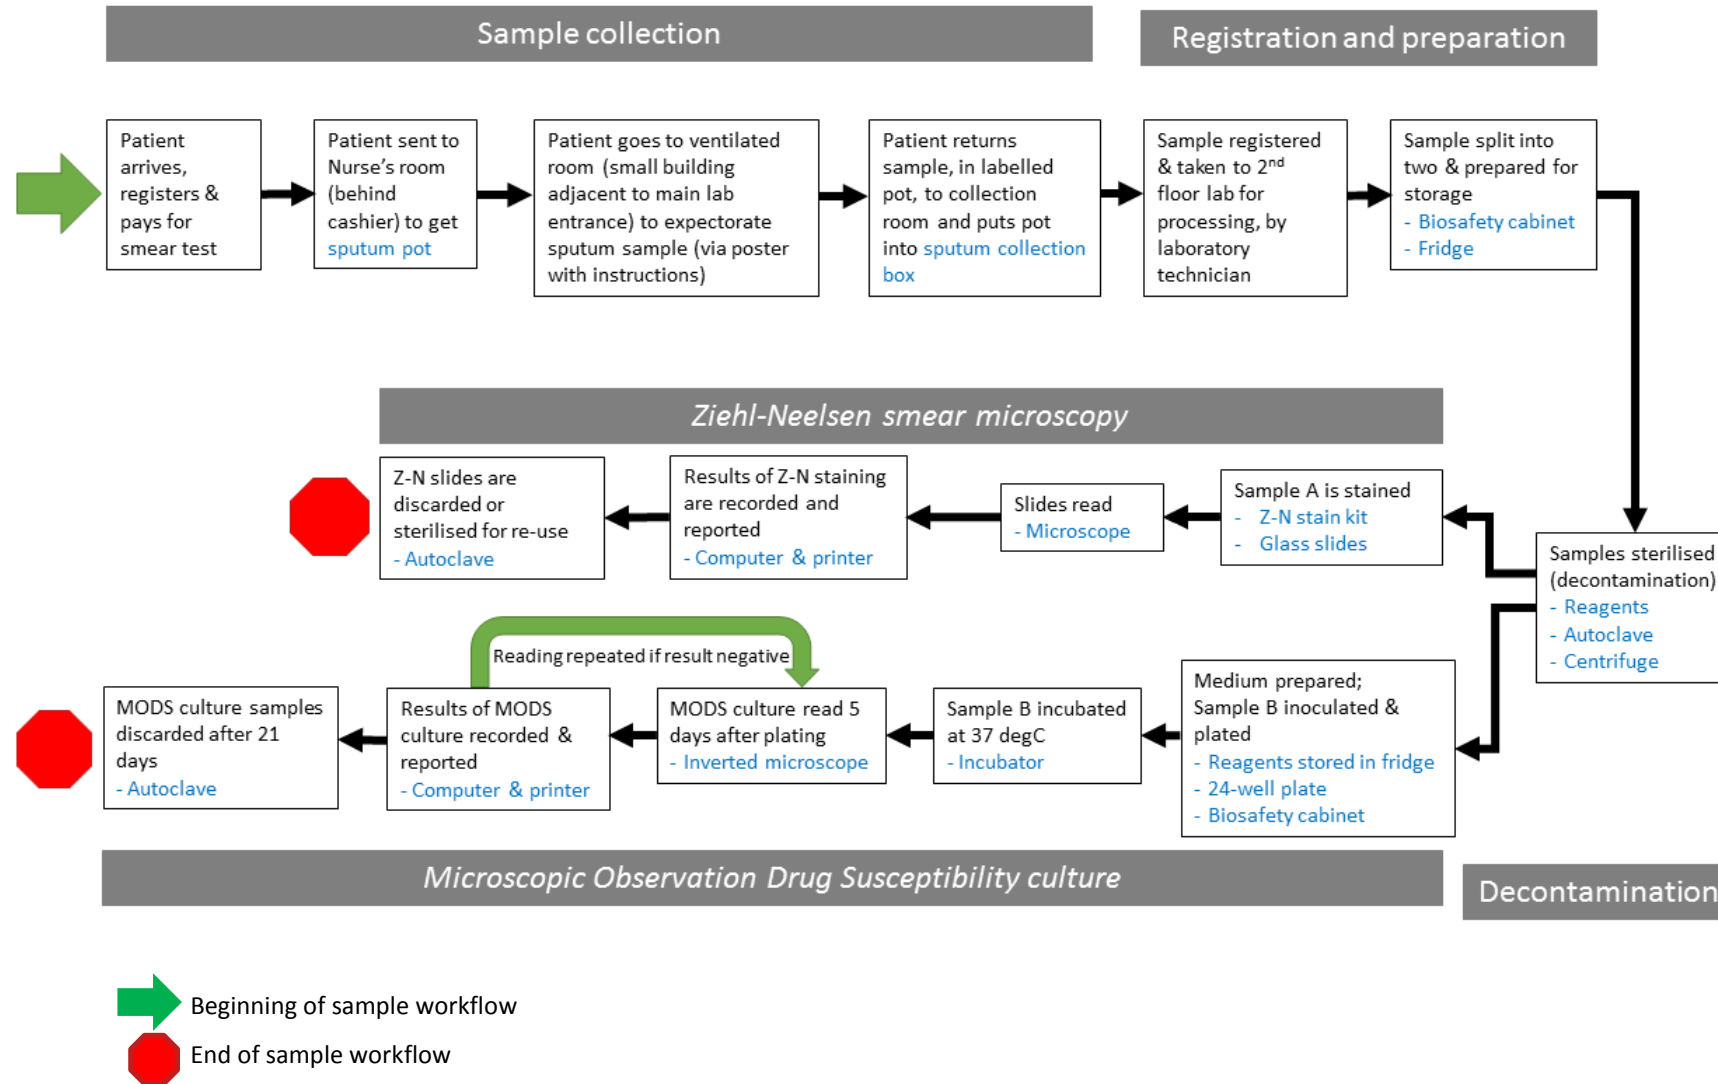 Sample collection
Registration and preparation
Patient
arrives,
registers &
pays for
smear test
Patient sent to
Nurse's room
(behind
cashier) to get
sputum pot
Patient goes to ventilated
room (small building
adjacent to main lab
entrance) to expectorate
sputum sample (via poster
with instructions)
Patient returns
sample, in labelled
pot, to collection
room and puts pot
into sputum collection
box
Sample registered
& taken to 2nd
floor lab for
processing, by
laboratory
technician
Sample split into
two & prepared for
storage
- Biosafety cabinet
- Fridge
Ziehl-Neelsen smear microscopy
Z-N slides are
discarded or
sterilised for re-use
- Autoclave
Results of Z-N staining
are recorded and
reported
- Computer & printer
Slides read
- Microscope
Sample A is stained
- Z-N stain kit
- Glass slides
Samples sterilised
(decontamination)
- Reagents
- Autoclave
- Centrifuge
Reading repeated if result negative
MODS culture samples
discarded after 21
days
- Autoclave
Results of MODS
culture recorded &
reported
- Computer & printer
MODS culture read 5
days after plating
- Inverted microscope
Sample B incubated
at 37 degC
- Incubator
Medium prepared;
Sample B inoculated &
plated
- Reagents stored in fridge
- 24-well plate
- Biosafety cabinet
Microscopic Observation Drug Susceptibility culture
Decontamination
Beginning of sample workflow
End of sample workflow